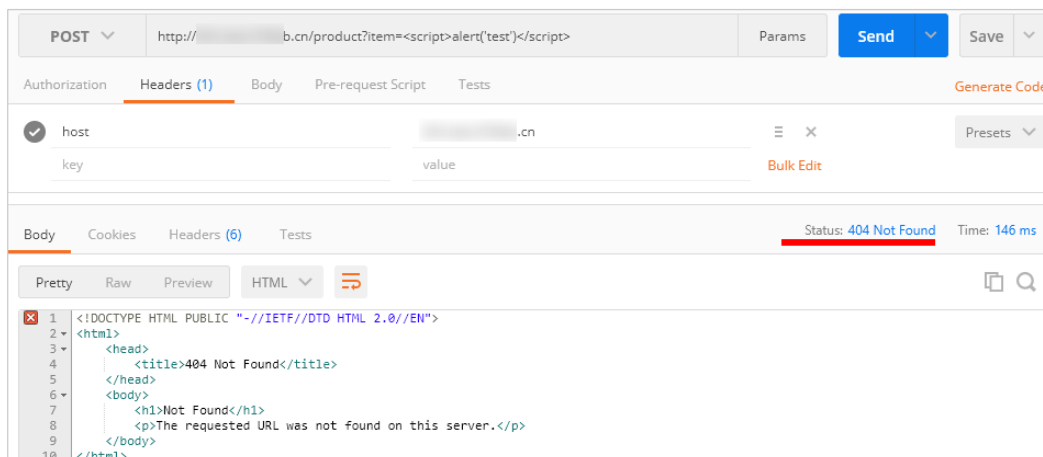 POST http:// b.cn/product?item=<script>alert('test')</script> Params Send Save
Authorization Headers (1) Body Pre-request Script Tests Generate Code
host .cn Presets
key value Bulk Edit
Body Cookies Headers (6) Tests Status: 404 Not Found Time: 146 ms
Pretty Raw Preview HTML
1 <!DOCTYPE HTML PUBLIC "-//IETF//DTD HTML 2.0//EN">
2 <html>
3 <head>
4 <title>404 Not Found</title>
5 </head>
6 <body>
7 <h1>Not Found</h1>
8 <p>The requested URL was not found on this server.</p>
9 </body>
10 </html>